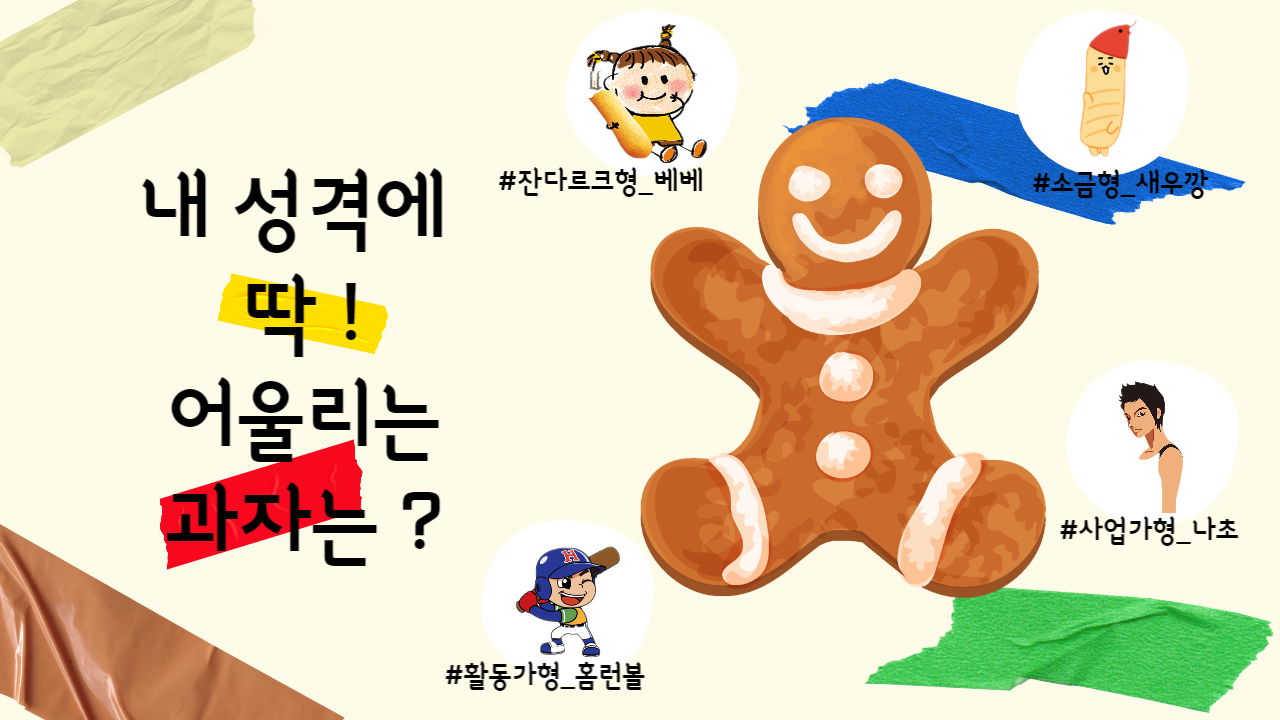 내 성격에
딱 !
어울리는
과자는 ?
#잔다르크형_베베
#소금형_새우깡
#사업가형_나초
H
#활동가형_홈런볼